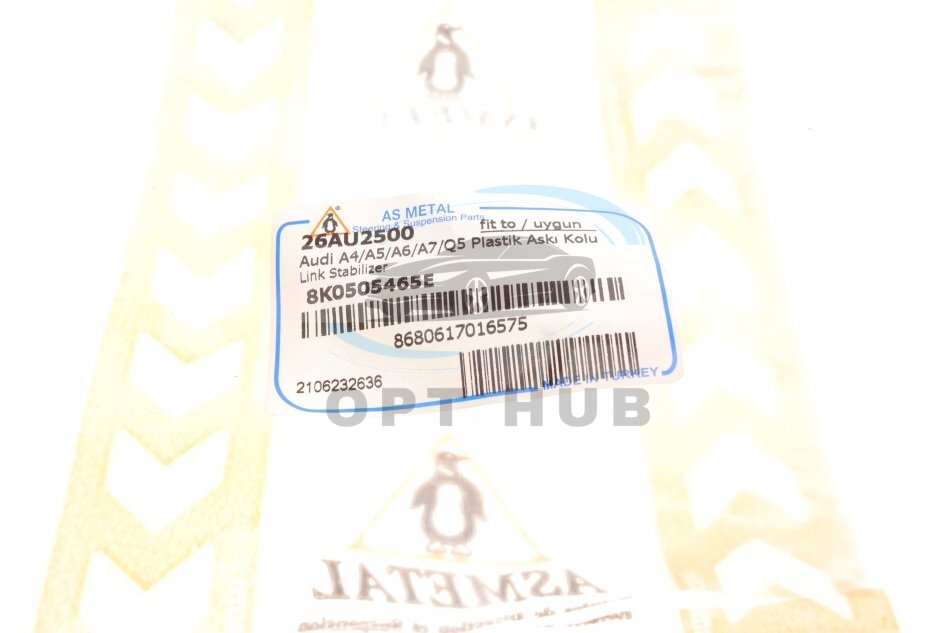 AS METAL
Steering & Suspension Parts
26AU2500
fit to / uygun
Audi A4/A5/A6/A7/Q5 Plastik Askı Kolu
Link Stabilizer
8K0505465E
8680617016575
2106232636
MADE IN TURKEY
OPT HUB
ASMETAL